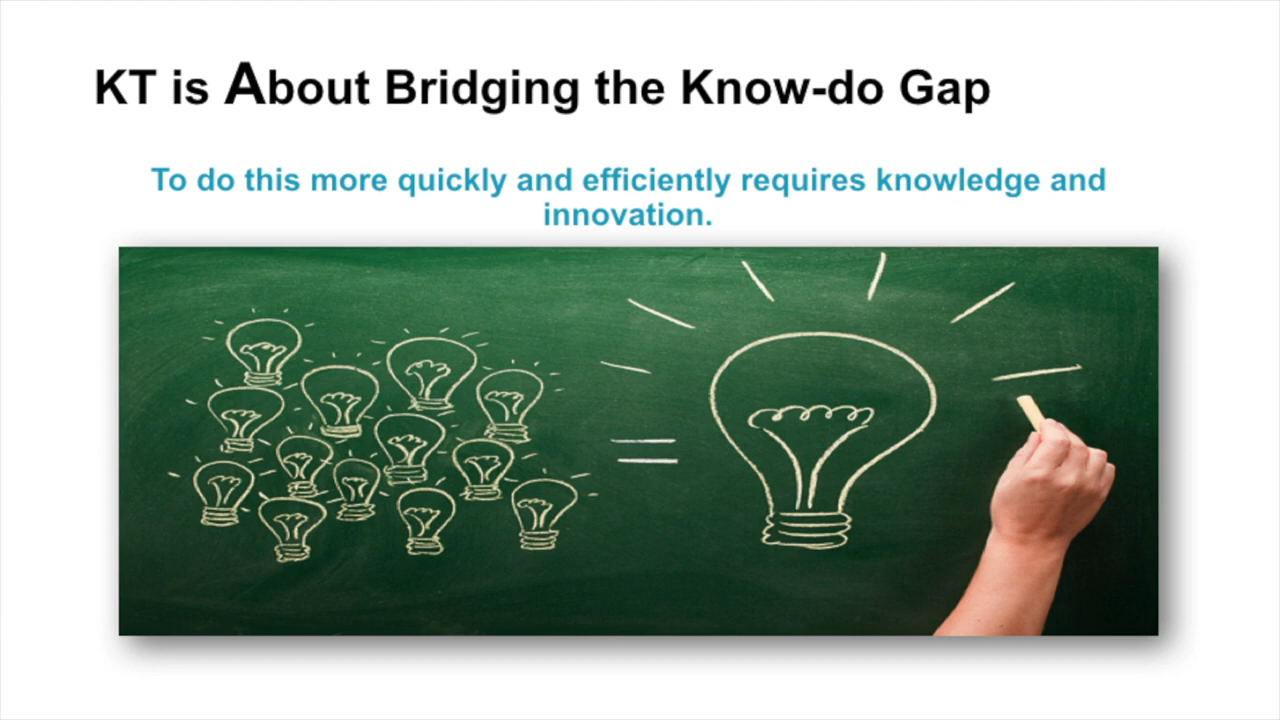 KT is About Bridging the Know-do Gap
To do this more quickly and efficiently requires knowledge and
innovation.
=